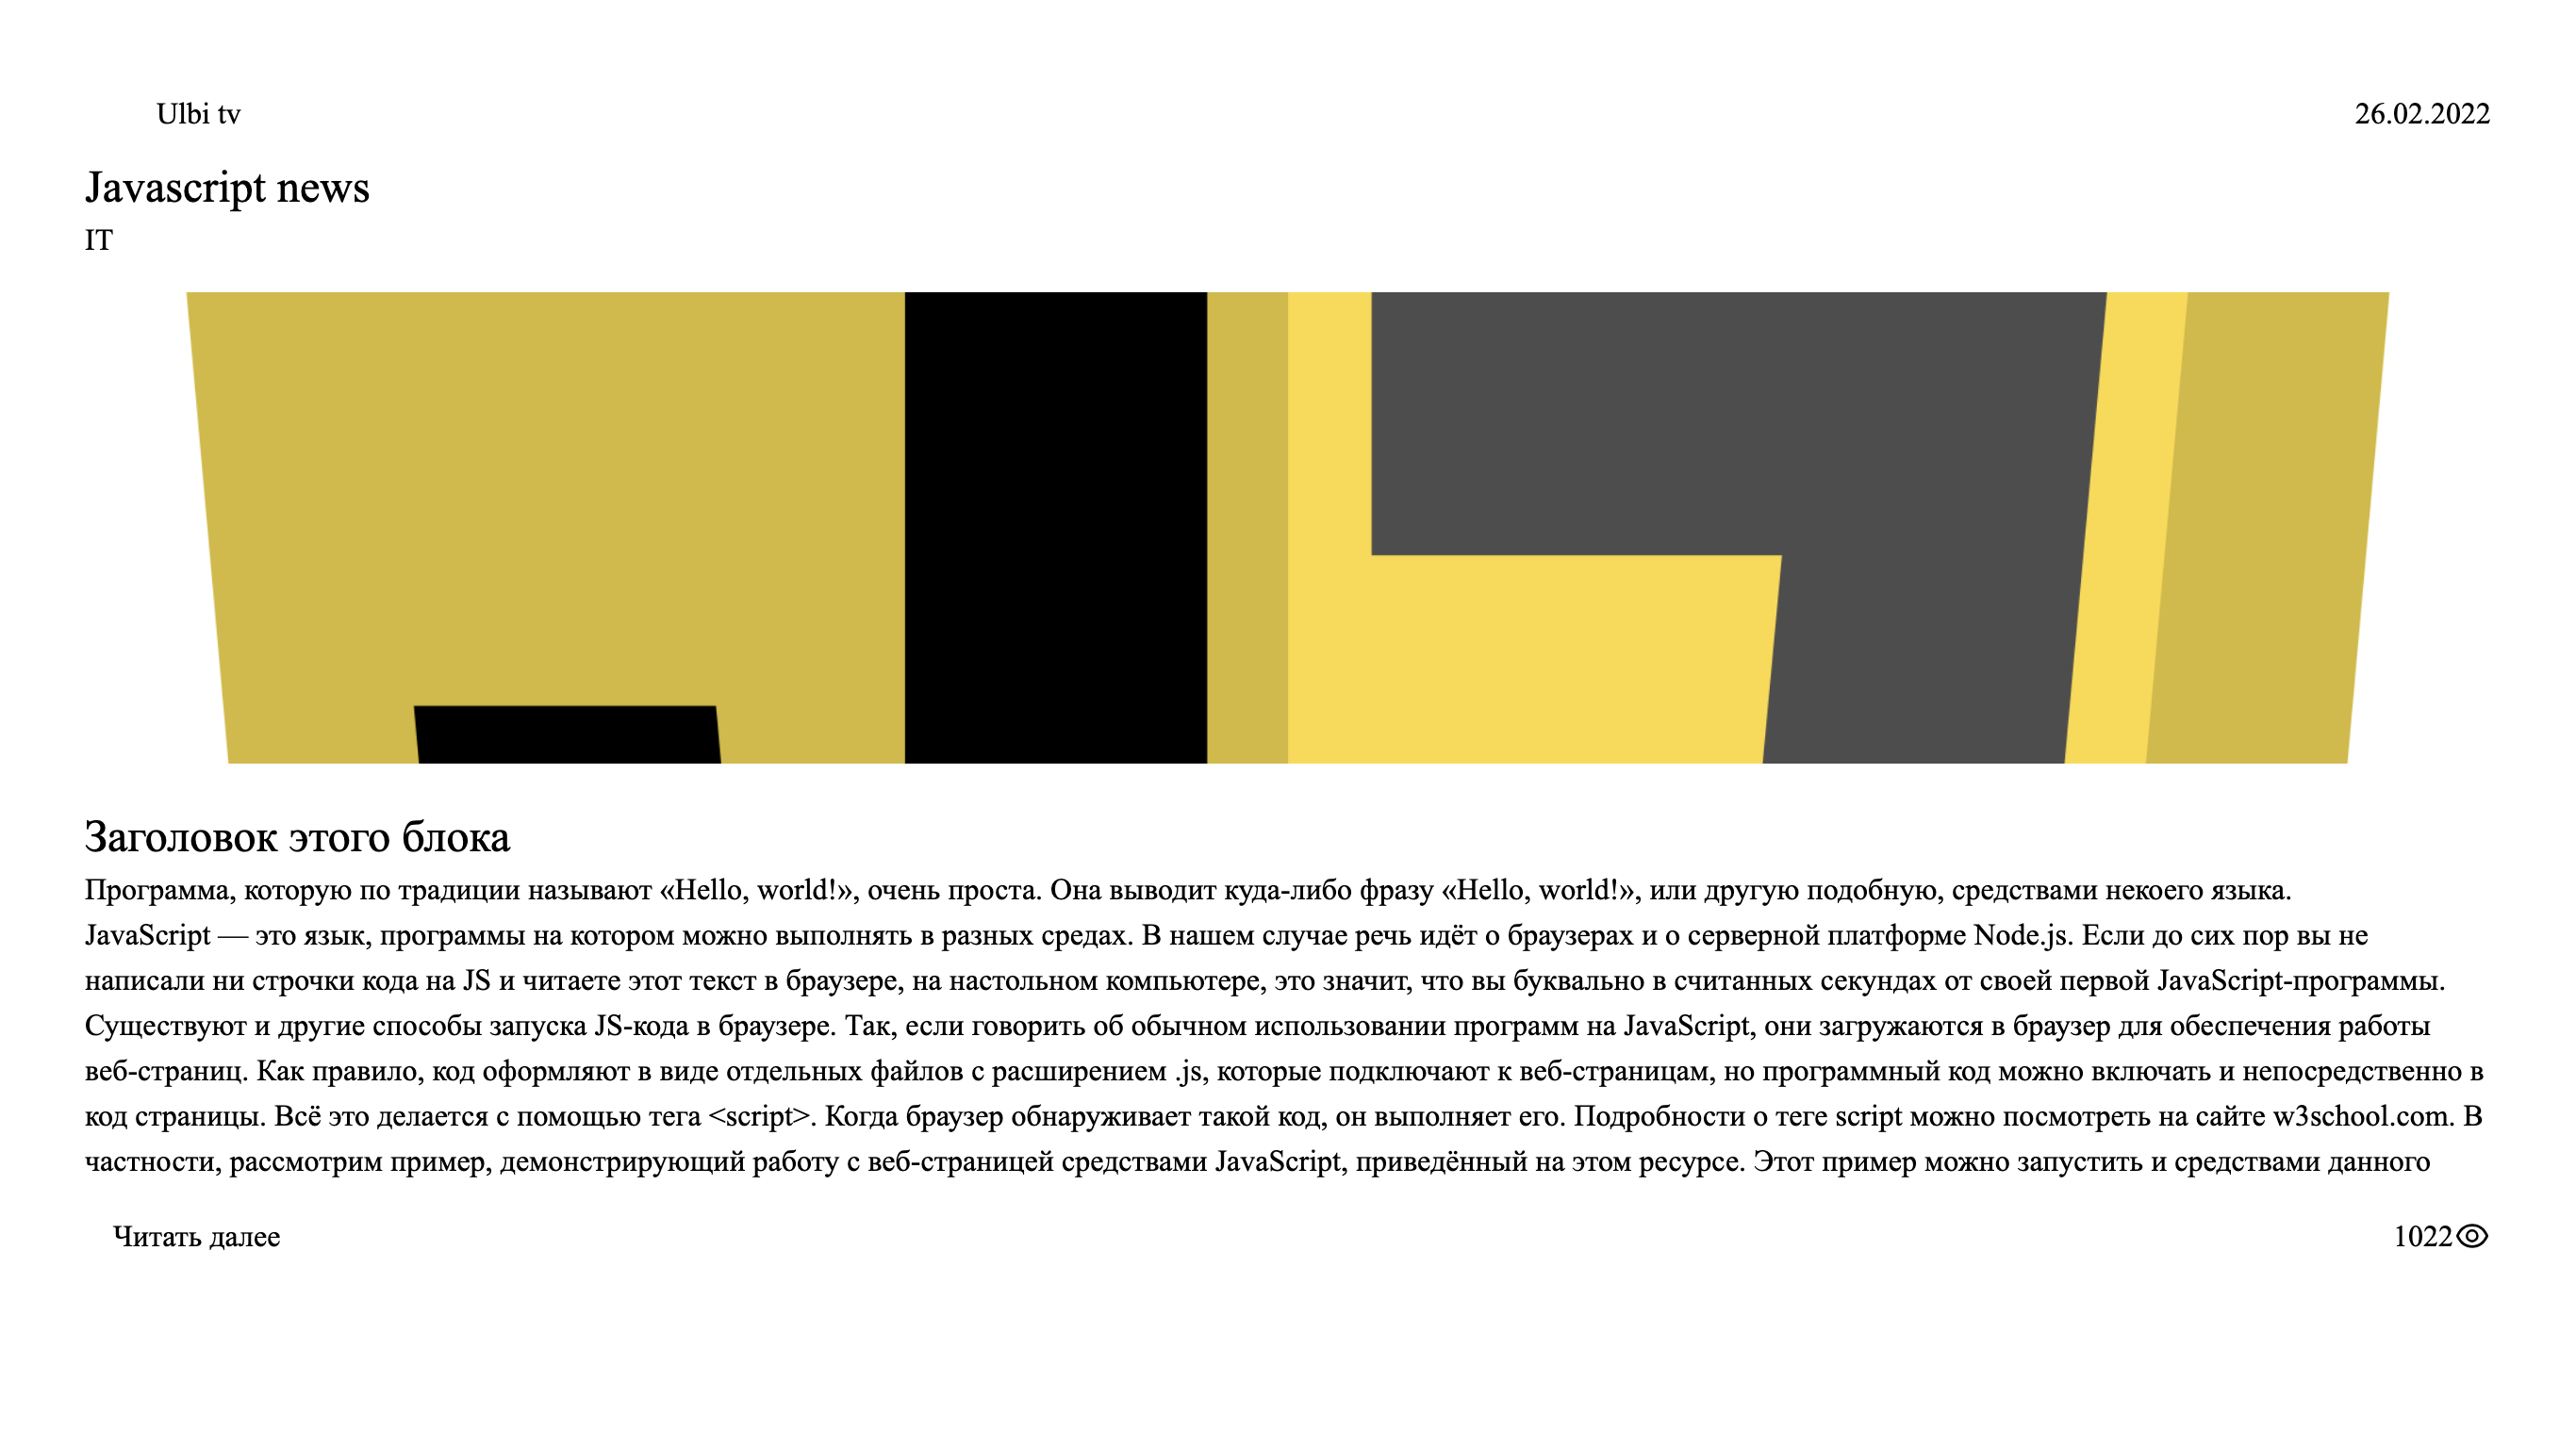 Ulbi tv
26.02.2022
Javascript news
IT
Заголовок этого блока
Программа, которую по традиции называют «Hello, world!», очень проста. Она выводит куда-либо фразу «Hello, world!», или другую подобную, средствами некоего языка.
JavaScript — это язык, программы на котором можно выполнять в разных средах. В нашем случае речь идёт о браузерах и о серверной платформе Node.js. Если до сих пор вы не
написали ни строчки кода на JS и читаете этот текст в браузере, на настольном компьютере, это значит, что вы буквально в считанных секундах от своей первой JavaScript-программы.
Существуют и другие способы запуска JS-кода в браузере. Так, если говорить об обычном использовании программ на JavaScript, они загружаются в браузер для обеспечения работы
веб-страниц. Как правило, код оформляют в виде отдельных файлов с расширением .js, которые подключают к веб-страницам, но программный код можно включать и непосредственно в
код страницы. Всё это делается с помощью тега <script>. Когда браузер обнаруживает такой код, он выполняет его. Подробности о теге script можно посмотреть на сайте w3school.com. В
частности, рассмотрим пример, демонстрирующий работу с веб-страницей средствами JavaScript, приведённый на этом ресурсе. Этот пример можно запустить и средствами данного
Читать далее
1022